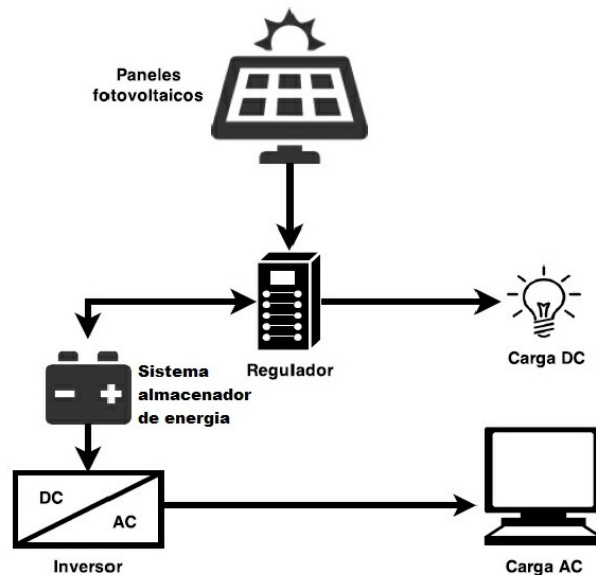 Paneles
fotovoltaicos
Regulador
Carga DC
Sistema
almacenador
de energia
DC
AC
Inversor
Carga AC